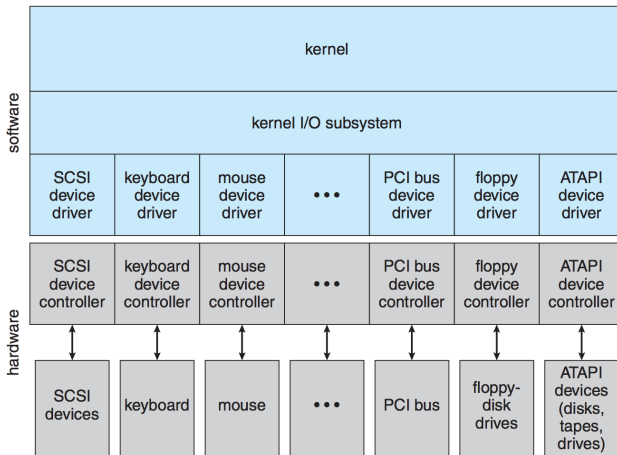 software
kernel
kernel I/O subsystem
SCSI
device
driver
keyboard
device
driver
mouse
device
driver
•••
PCI bus
device
driver
floppy
device
driver
ATAPI
device
driver
hardware
SCSI
device
controller
keyboard
device
controller
mouse
device
controller
•••
PCI bus
device
controller
floppy
device
controller
ATAPI
device
controller
SCSI
devices
keyboard
mouse
•••
PCI bus
floppy-
disk
drives
ATAPI
devices
(disks,
tapes,
drives)